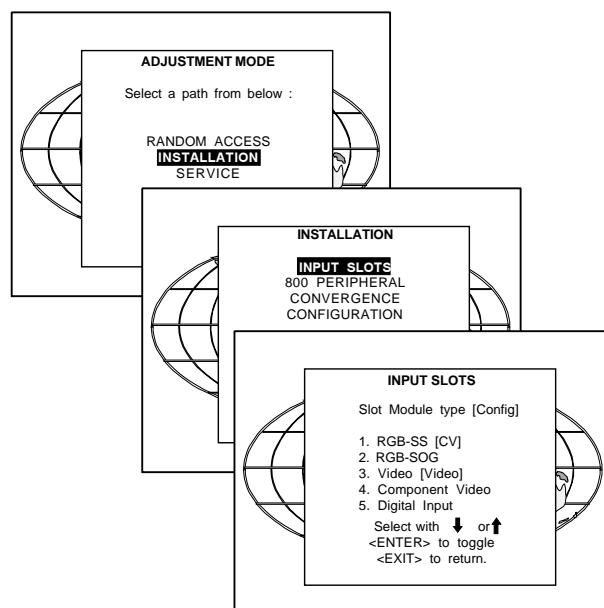 ADJUSTMENT MODE
Select a path from below :
RANDOM ACCESS
INSTALLATION
SERVICE
INSTALLATION
INPUT SLOTS
800 PERIPHERAL
CONVERGENCE
CONFIGURATION
INPUT SLOTS
Slot Module type [Config]
1. RGB-SS [CV]
2. RGB-SOG
3. Video [Video]
4. Component Video
5. Digital Input
Select with ⬇ or⬆
<ENTER> to toggle
<EXIT> to return.